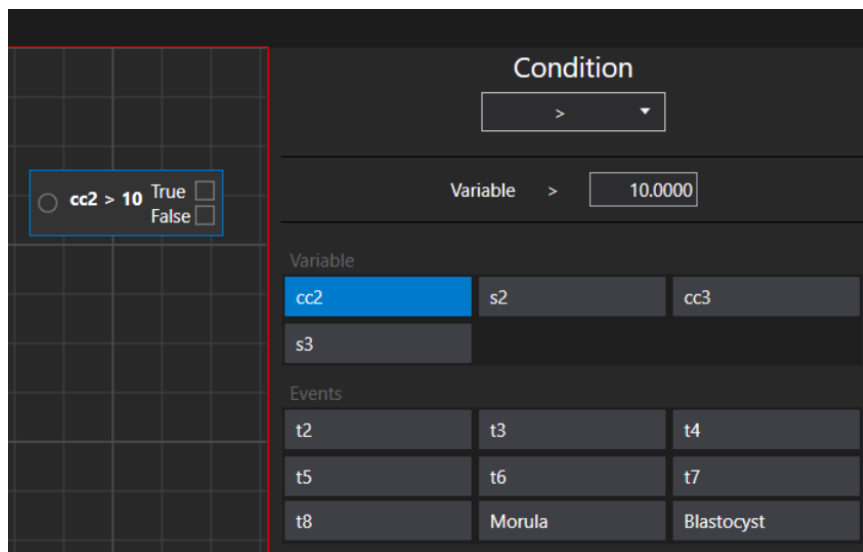 Condition
>
cc2 > 10 True
False
Variable > 10.0000
Variable
cc2 s2 cc3
s3
Events
t2 t3 t4
t5 t6 t7
t8 Morula Blastocyst